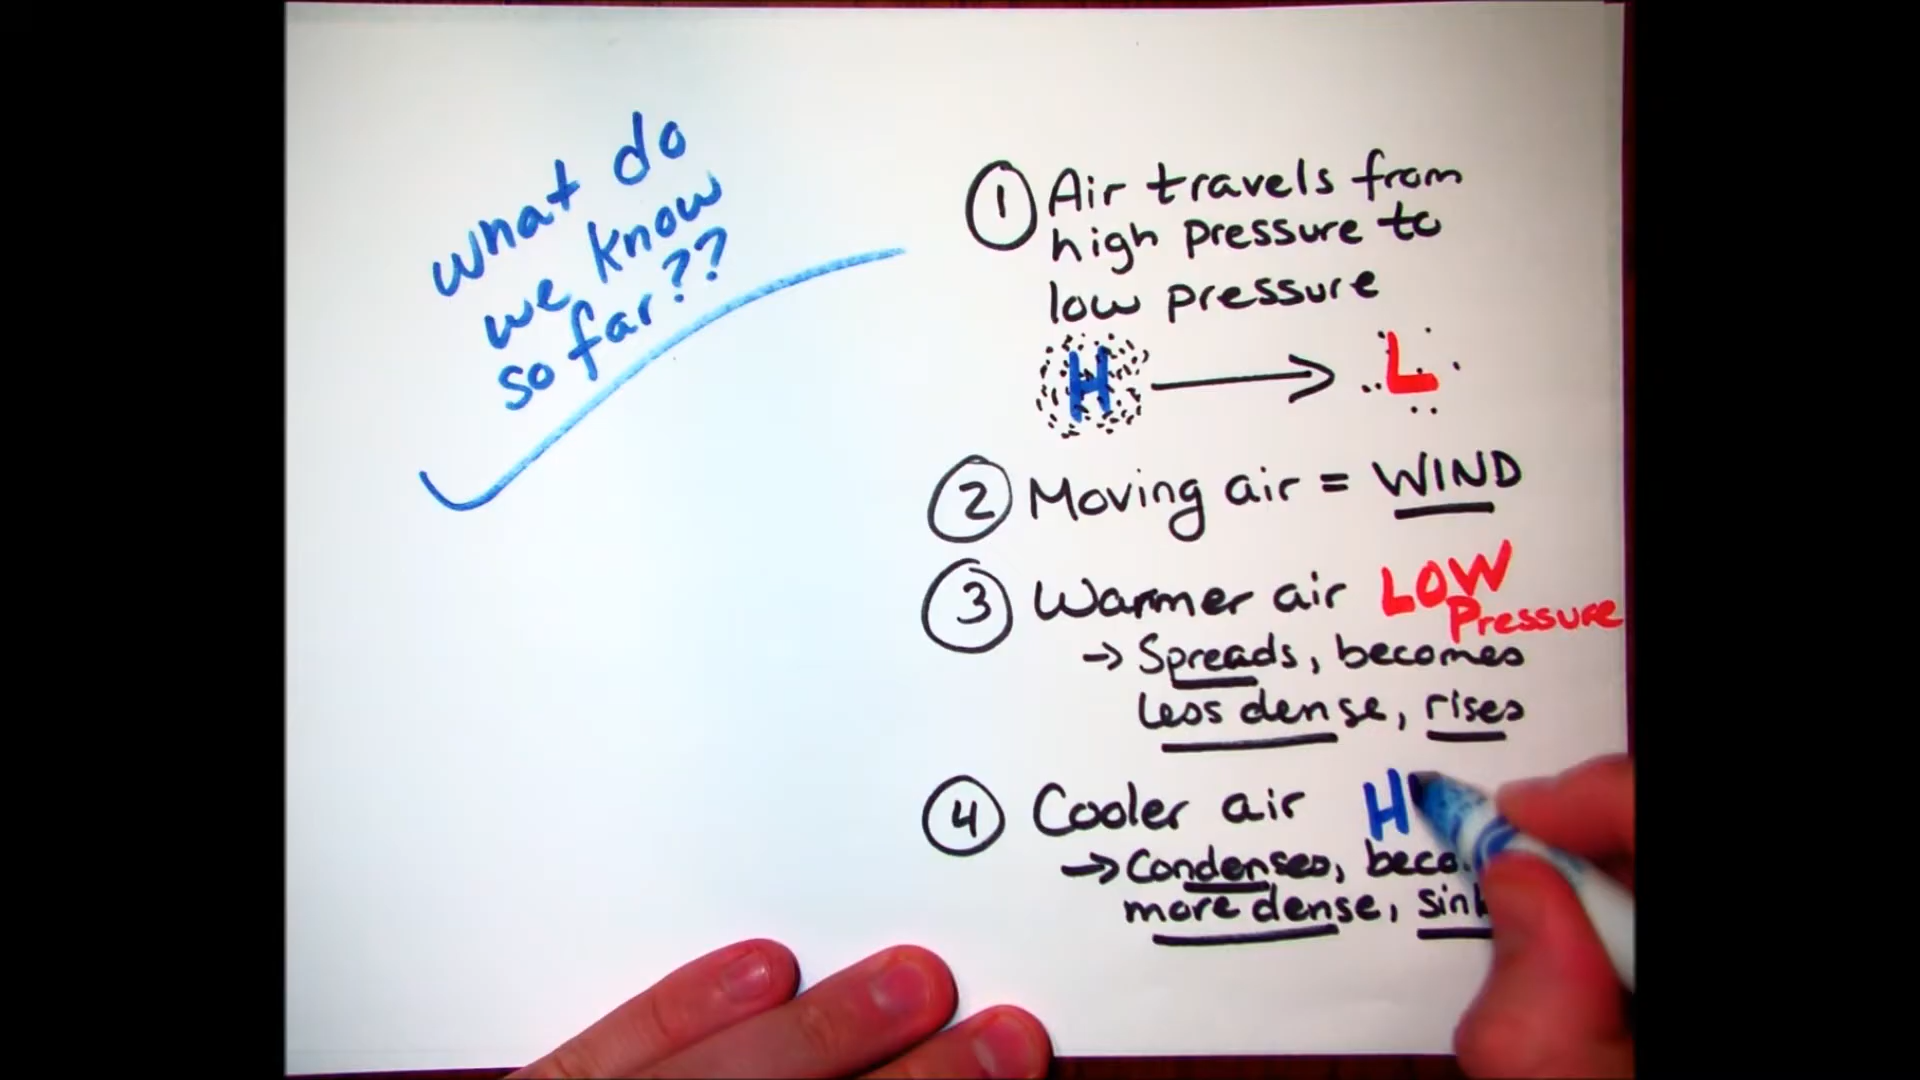 What do
we know
so far??
1 Air travels from
high pressure to
low pressure
H → L
2 Moving air = WIND
3 Warmer air LOW
Pressure
→ Spreads, becomes
less dense, rises
4 Cooler air H
→ Condenses,
more dense,